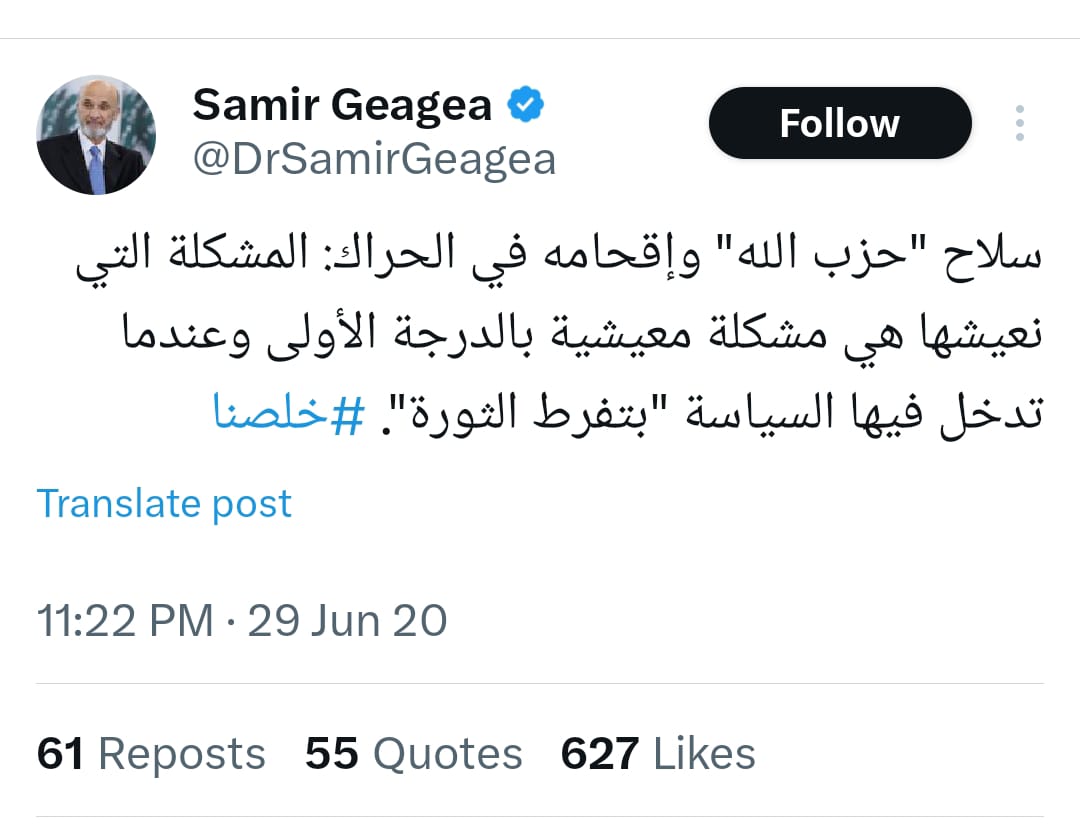 Samir Geagea
@DrSamirGeagea
Follow
سلاح "حزب الله" وإقحامه في الحراك: المشكلة التي
نعيشها هي مشكلة معيشية بالدرجة الأولى وعندما
تدخل فيها السياسة "بتفرط الثورة". #خلصنا
Translate post
11:22 PM · 29 Jun 20
61 Reposts 55 Quotes 627 Likes